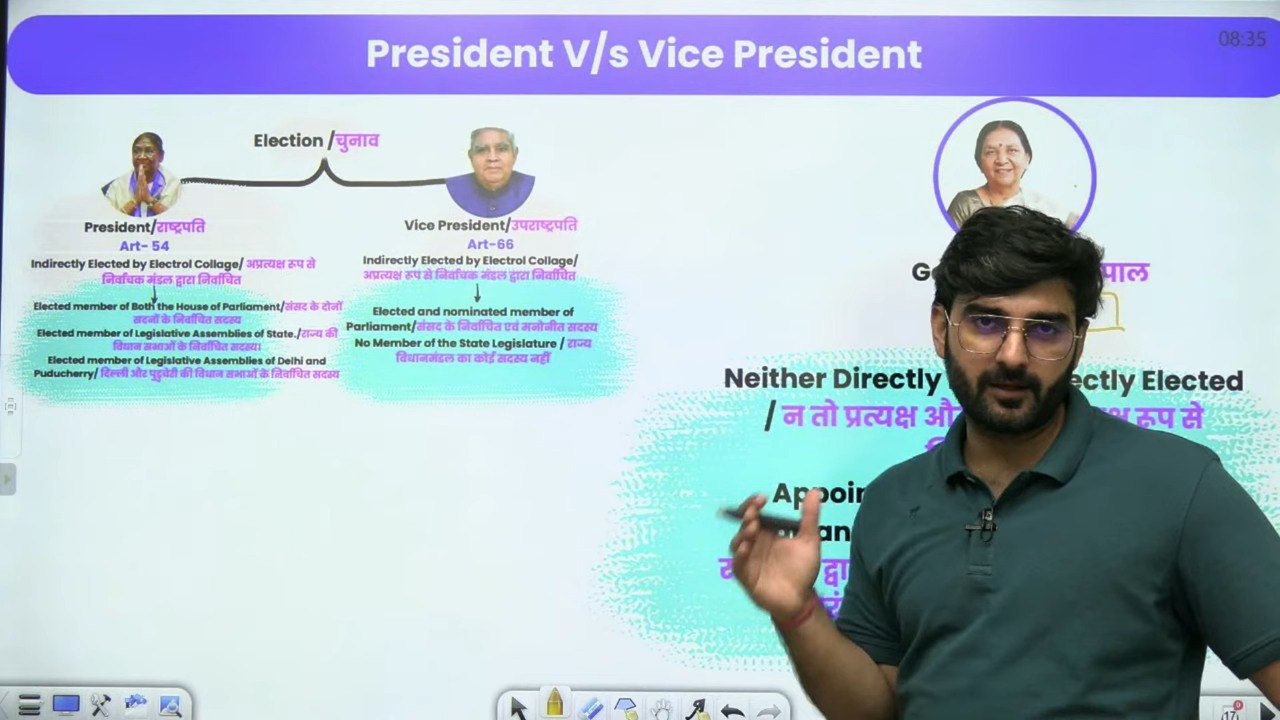 President V/s Vice President
08:35
Election /चुनाव
President/राष्ट्रपति
Art- 54
Indirectly Elected by Electrol Collage/ अप्रत्यक्ष रूप से
निर्वाचक मंडल द्वारा निर्वाचित
Elected member of Both the House of Parliament/संसद के दोनों
सदनों के निर्वाचित सदस्य
Elected member of Legislative Assemblies of State./राज्य की
विधान सभाओं के निर्वाचित सदस्य।
Elected member of Legislative Assemblies of Delhi and
Puducherry/ दिल्ली और पुडुचेरी की विधान सभाओं के निर्वाचित सदस्य
Vice President/उपराष्ट्रपति
Art-66
Indirectly Elected by Electrol Collage/
अप्रत्यक्ष रूप से निर्वाचक मंडल द्वारा निर्वाचित
Elected and nominated member of
Parliament/संसद के निर्वाचित एवं मनोनीत सदस्य
No Member of the State Legislature / राज्य
विधानमंडल का कोई सदस्य नहीं
पाल
Neither Directly ectly Elected
/ न तो प्रत्यक्ष रूप से
द्वा
17